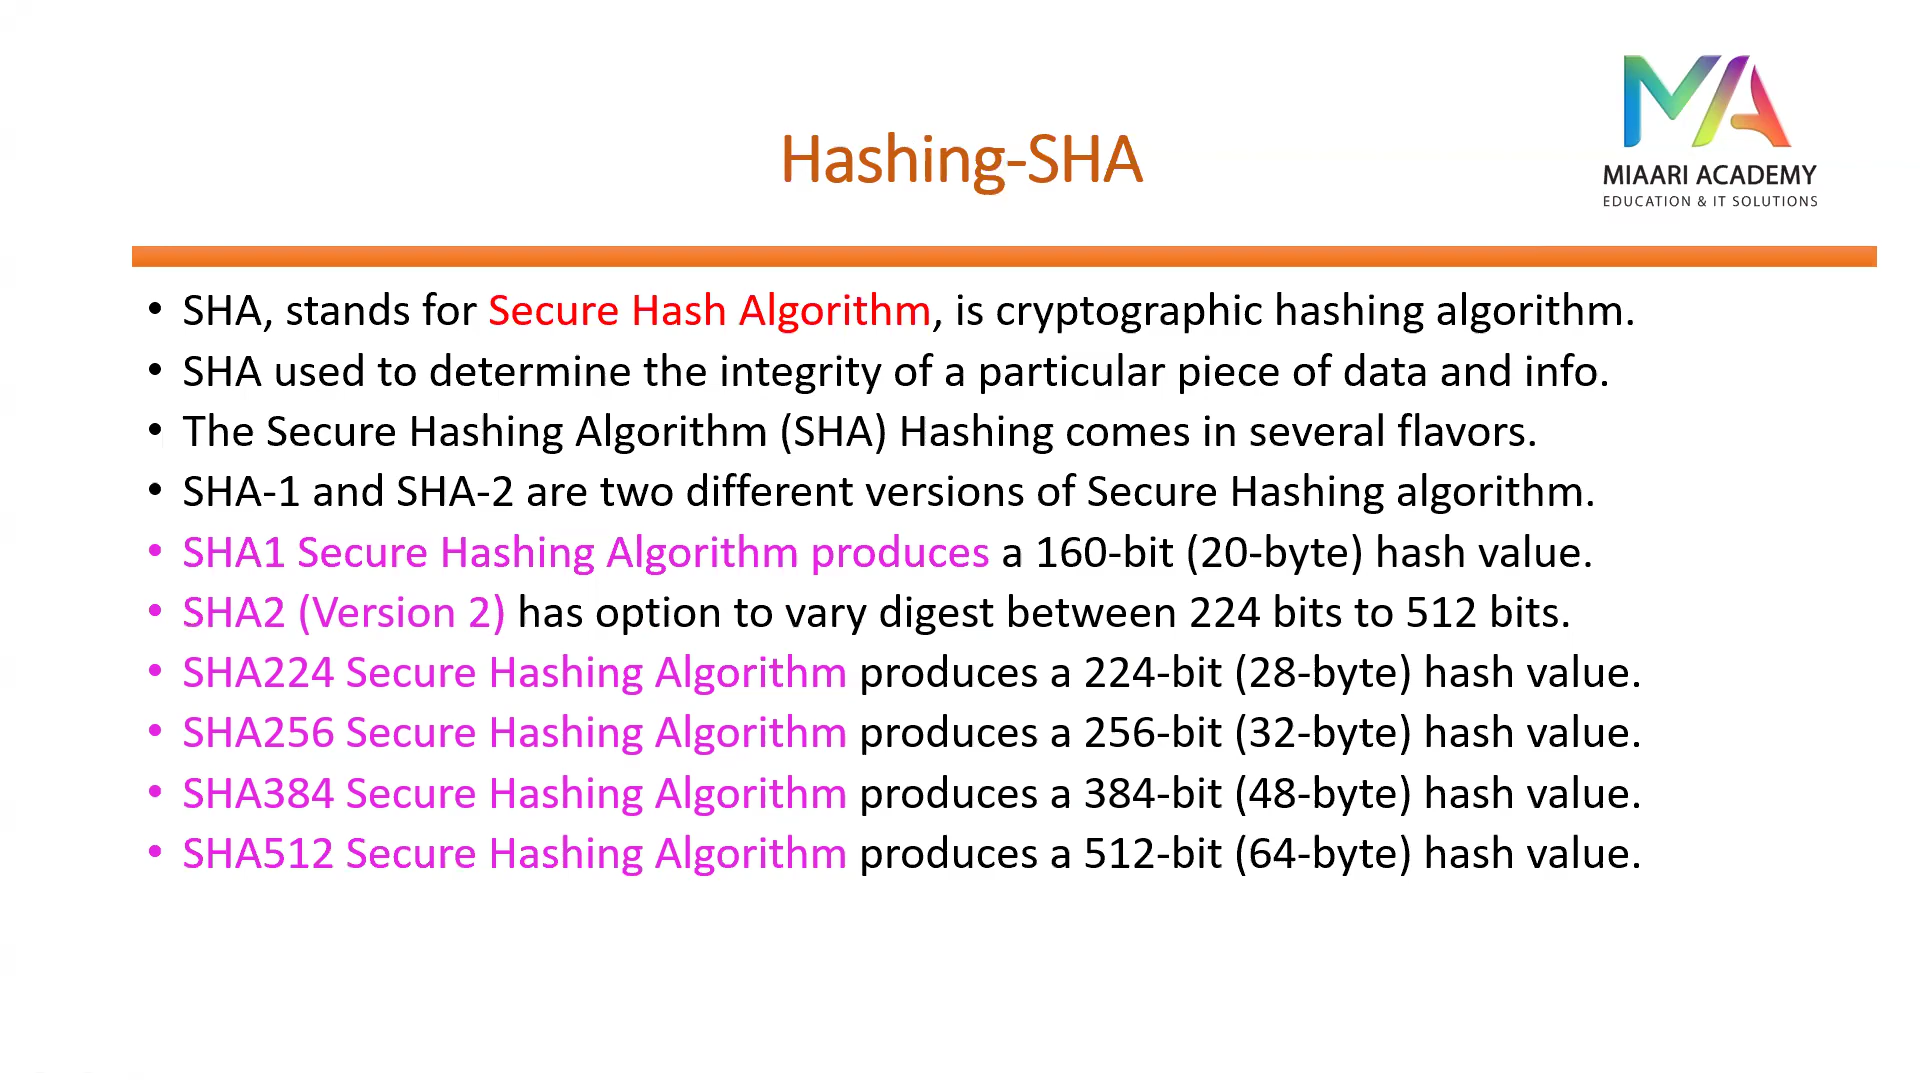 MA
MIAARI ACADEMY
EDUCATION & IT SOLUTIONS
Hashing-SHA
• SHA, stands for Secure Hash Algorithm, is cryptographic hashing algorithm.
• SHA used to determine the integrity of a particular piece of data and info.
• The Secure Hashing Algorithm (SHA) Hashing comes in several flavors.
• SHA-1 and SHA-2 are two different versions of Secure Hashing algorithm.
• SHA1 Secure Hashing Algorithm produces a 160-bit (20-byte) hash value.
• SHA2 (Version 2) has option to vary digest between 224 bits to 512 bits.
• SHA224 Secure Hashing Algorithm produces a 224-bit (28-byte) hash value.
• SHA256 Secure Hashing Algorithm produces a 256-bit (32-byte) hash value.
• SHA384 Secure Hashing Algorithm produces a 384-bit (48-byte) hash value.
• SHA512 Secure Hashing Algorithm produces a 512-bit (64-byte) hash value.